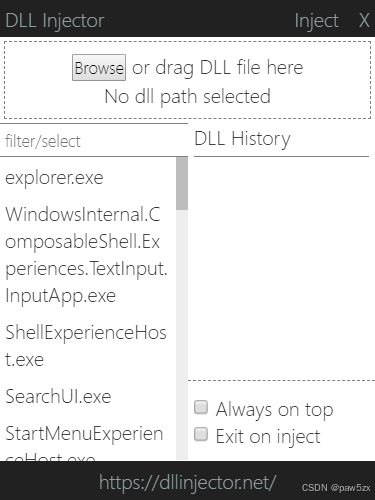 DLL Injector Inject X
Browse or drag DLL file here
No dll path selected
filter/select
DLL History
explorer.exe
WindowsInternal.C
omposableShell.Ex
periences.TextInput.
InputApp.exe
ShellExperienceHos
t.exe
SearchUI.exe
StartMenuExperien
ceHost.exe
Always on top
Exit on inject
https://dllinjector.net/
CSDN @paw5zx